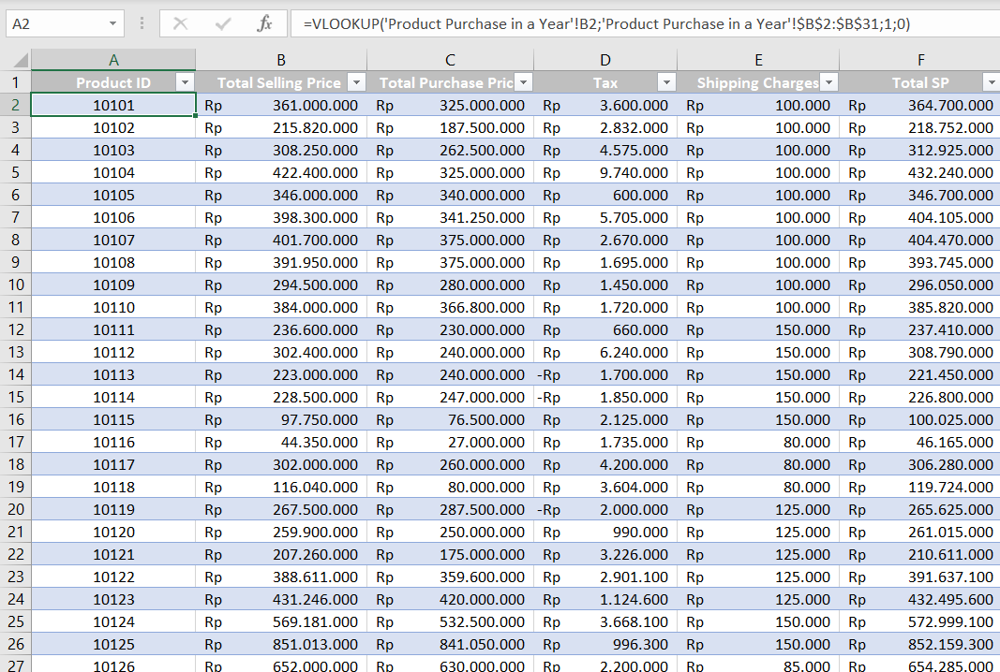 A2 =VLOOKUP('Product Purchase in a Year'!B2;'Product Purchase in a Year'!$B$2:$B$31;1;0)
A B C D E F
1 Product ID Total Selling Price Total Purchase Pric Tax Shipping Charges Total SP
2 10101 Rp 361.000.000 Rp 325.000.000 Rp 3.600.000 Rp 100.000 Rp 364.700.000
3 10102 Rp 215.820.000 Rp 187.500.000 Rp 2.832.000 Rp 100.000 Rp 218.752.000
4 10103 Rp 308.250.000 Rp 262.500.000 Rp 4.575.000 Rp 100.000 Rp 312.925.000
5 10104 Rp 422.400.000 Rp 325.000.000 Rp 9.740.000 Rp 100.000 Rp 432.240.000
6 10105 Rp 346.000.000 Rp 340.000.000 Rp 600.000 Rp 100.000 Rp 346.700.000
7 10106 Rp 398.300.000 Rp 341.250.000 Rp 5.705.000 Rp 100.000 Rp 404.105.000
8 10107 Rp 401.700.000 Rp 375.000.000 Rp 2.670.000 Rp 100.000 Rp 404.470.000
9 10108 Rp 391.950.000 Rp 375.000.000 Rp 1.695.000 Rp 100.000 Rp 393.745.000
10 10109 Rp 294.500.000 Rp 280.000.000 Rp 1.450.000 Rp 100.000 Rp 296.050.000
11 10110 Rp 384.000.000 Rp 366.800.000 Rp 1.720.000 Rp 100.000 Rp 385.820.000
12 10111 Rp 236.600.000 Rp 230.000.000 Rp 660.000 Rp 150.000 Rp 237.410.000
13 10112 Rp 302.400.000 Rp 240.000.000 Rp 6.240.000 Rp 150.000 Rp 308.790.000
14 10113 Rp 223.000.000 Rp 240.000.000 -Rp 1.700.000 Rp 150.000 Rp 221.450.000
15 10114 Rp 228.500.000 Rp 247.000.000 -Rp 1.850.000 Rp 150.000 Rp 226.800.000
16 10115 Rp 97.750.000 Rp 76.500.000 Rp 2.125.000 Rp 150.000 Rp 100.025.000
17 10116 Rp 44.350.000 Rp 27.000.000 Rp 1.735.000 Rp 80.000 Rp 46.165.000
18 10117 Rp 302.000.000 Rp 260.000.000 Rp 4.200.000 Rp 80.000 Rp 306.280.000
19 10118 Rp 116.040.000 Rp 80.000.000 Rp 3.604.000 Rp 80.000 Rp 119.724.000
20 10119 Rp 267.500.000 Rp 287.500.000 -Rp 2.000.000 Rp 125.000 Rp 265.625.000
21 10120 Rp 259.900.000 Rp 250.000.000 Rp 990.000 Rp 125.000 Rp 261.015.000
22 10121 Rp 207.260.000 Rp 175.000.000 Rp 3.226.000 Rp 125.000 Rp 210.611.000
23 10122 Rp 388.611.000 Rp 359.600.000 Rp 2.901.100 Rp 125.000 Rp 391.637.100
24 10123 Rp 431.246.000 Rp 420.000.000 Rp 1.124.600 Rp 125.000 Rp 432.495.600
25 10124 Rp 569.181.000 Rp 532.500.000 Rp 3.668.100 Rp 150.000 Rp 572.999.100
26 10125 Rp 851.013.000 Rp 841.050.000 Rp 996.300 Rp 150.000 Rp 852.159.300
27 10126 Rp 652.000.000 Rp 630.000.000 Rp 2.200.000 Rp 85.000 Rp 654.285.000